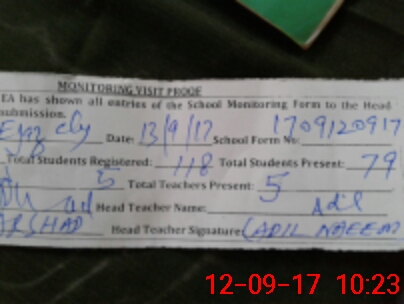 MONITORING VISIT PROOF
EA has shown all entries of the School Monitoring Form to the Head
submission.
Date: 13/9/17 School Form No: 1709120917
Total Students Registered: 118 Total Students Present: 79
5 Total Teachers Present: 5
Head Teacher Name: Adil
ARSHAD Head Teacher Signature (ADIL NAEEM)
12-09-17 10:23